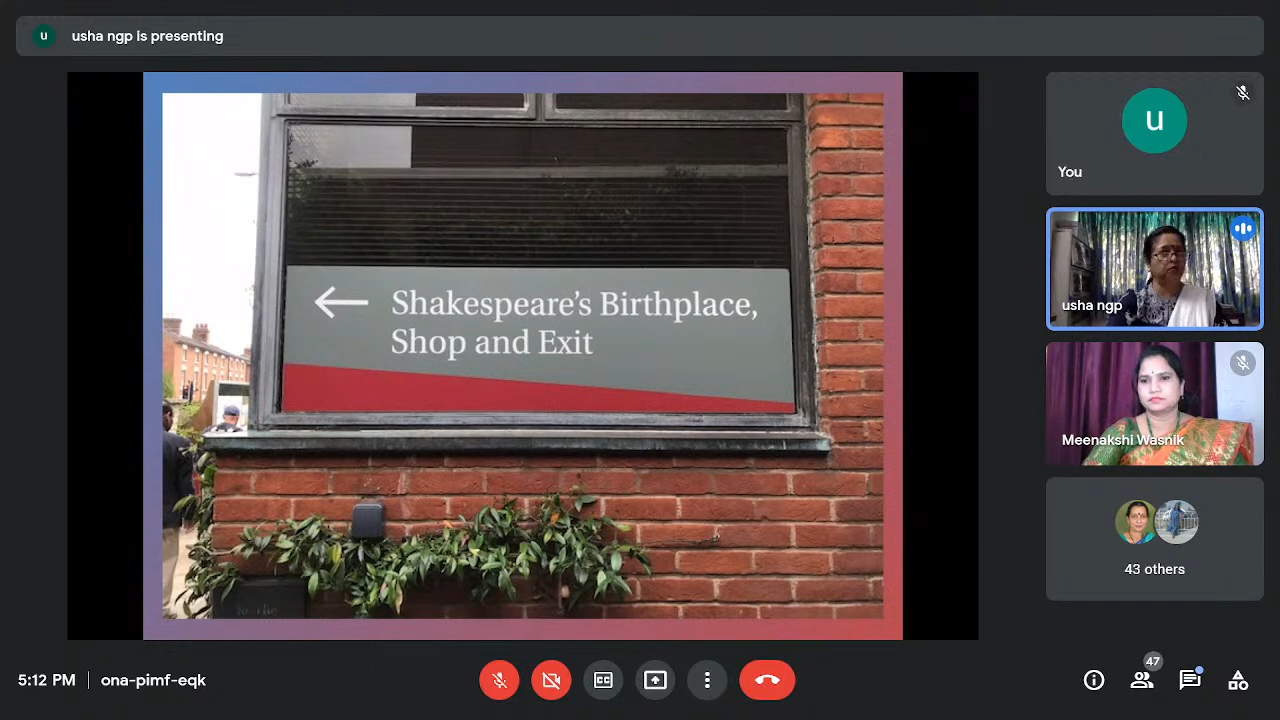 u
usha ngp is presenting
← Shakespeare's Birthplace,
Shop and Exit
u
You
usha ngp
Meenakshi Wasnik
43 others
5:12 PM | ona-pimf-eqk
47